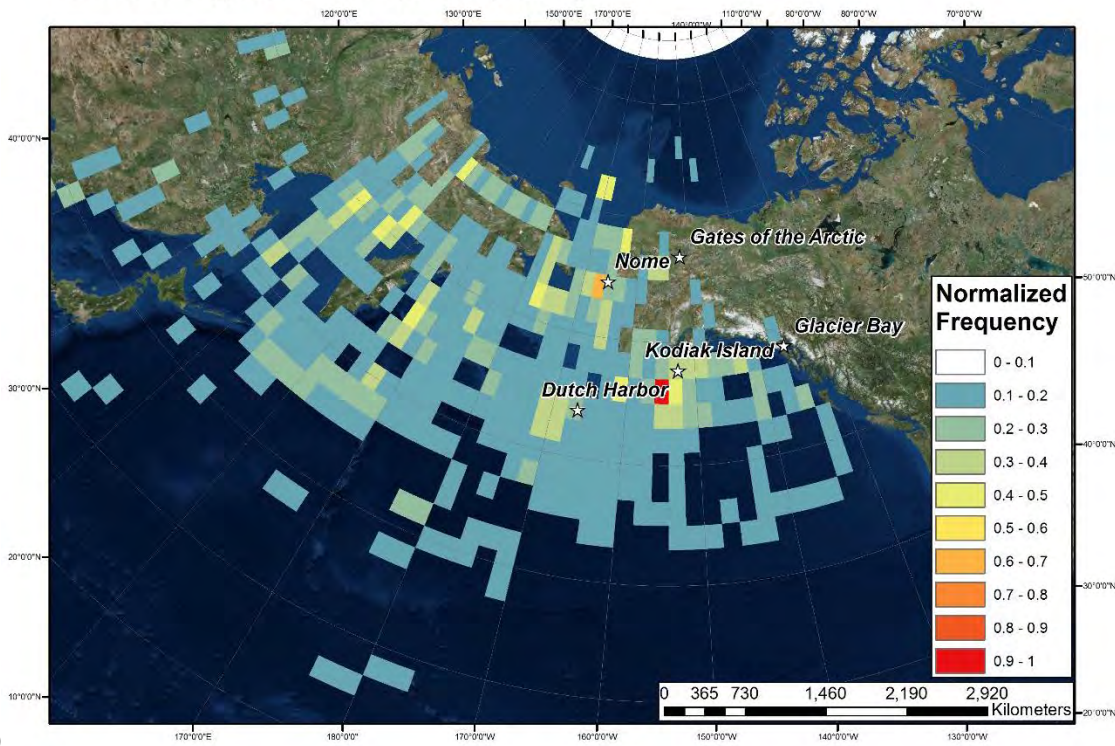 120°0'0"E 130°0'0"E 150°0'0"E 170°0'0"E 140°0'0"W 110°0'0"W 90°0'0"W 80°0'0"W 70°0'0"W
40°0'0"N
Gates of the Arctic
Nome
50°0'0"N
Normalized
Frequency
Glacier Bay
Kodiak Island
0 - 0.1
30°0'0"N
Dutch Harbor
0.1 - 0.2
0.2 - 0.3
40°0'0"N
0.3 - 0.4
0.4 - 0.5
0.5 - 0.6
20°0'0"N
0.6 - 0.7
30°0'0"N
0.7 - 0.8
0.8 - 0.9
0.9 - 1
10°0'0"N
0 365 730 1,460 2,190 2,920
Kilometers
20°0'0"N
170°0'0"E 180°0'0" 170°0'0"W 160°0'0"W 150°0'0"W 140°0'0"W 130°0'0"W